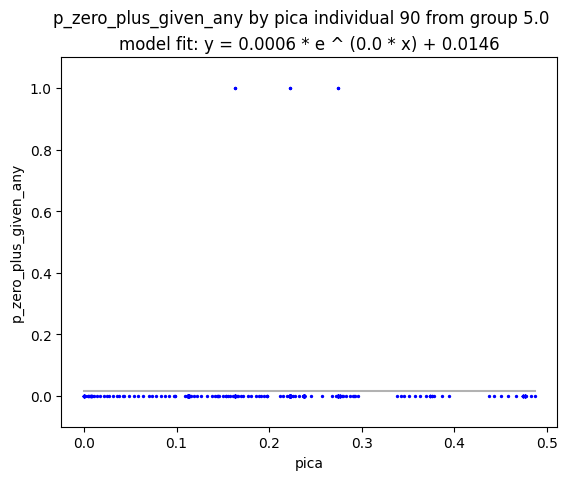 p_zero_plus_given_any by pica individual 90 from group 5.0
model fit: y = 0.0006 * e ^ (0.0 * x) + 0.0146
1.0
0.8
0.6
0.4
0.2
0.0
p_zero_plus_given_any
0.0 0.1 0.2 0.3 0.4 0.5
pica